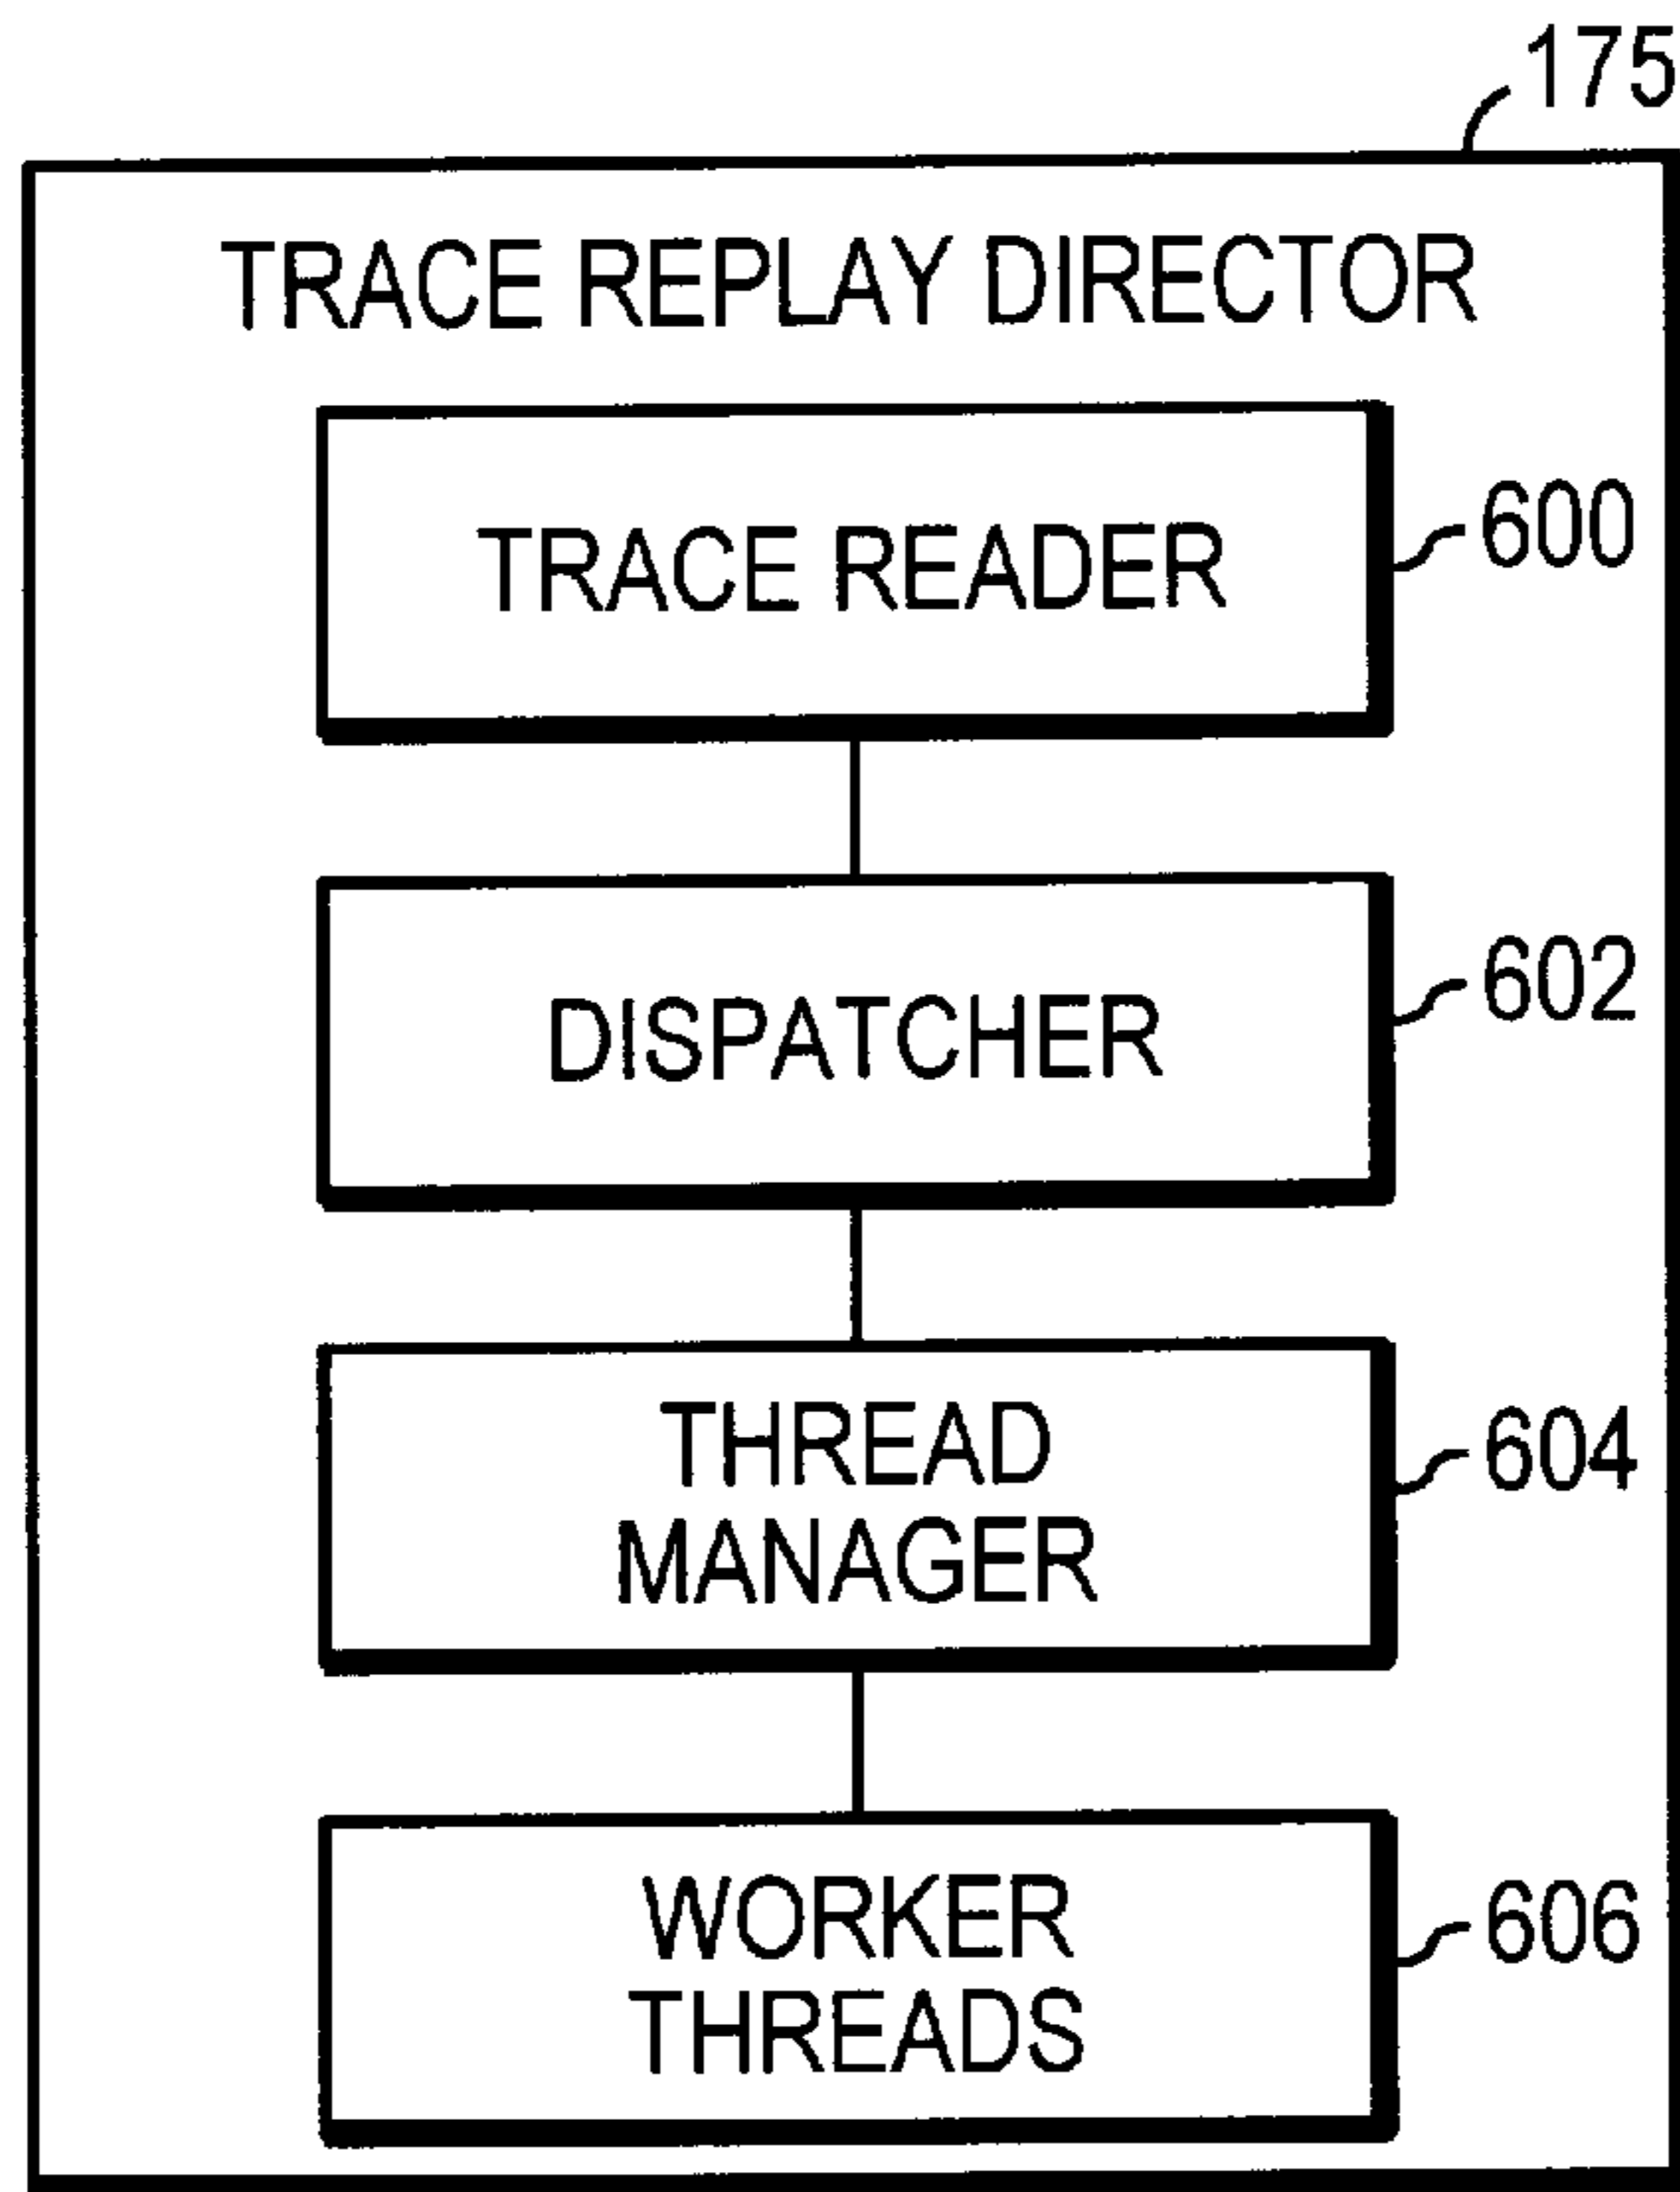 175
TRACE REPLAY DIRECTOR
TRACE READER
600
DISPATCHER
602
THREAD
MANAGER
604
WORKER
THREADS
606